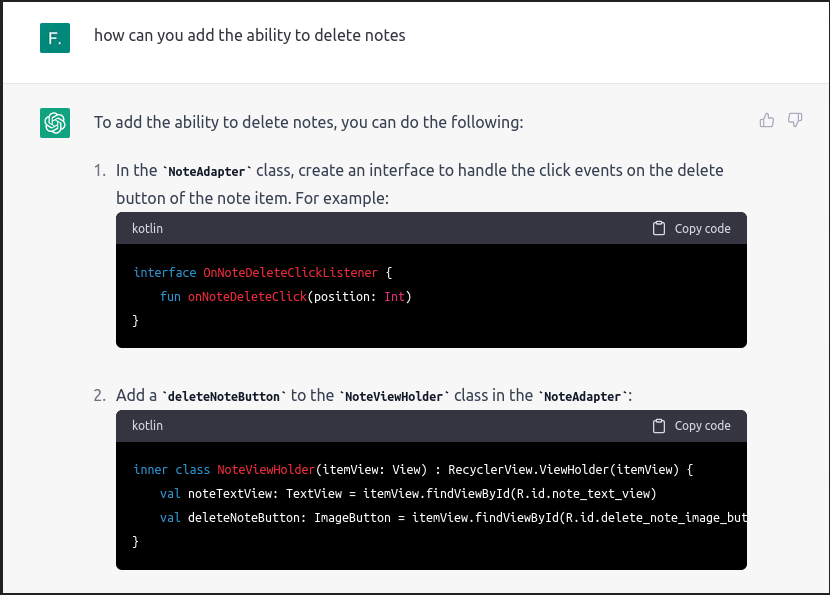 F.
how can you add the ability to delete notes
To add the ability to delete notes, you can do the following:
1. In the `NoteAdapter` class, create an interface to handle the click events on the delete
button of the note item. For example:
kotlin
Copy code
interface OnNoteDeleteClickListener {
fun onNoteDeleteClick(position: Int)
}
2. Add a `deleteNoteButton` to the `NoteViewHolder` class in the `NoteAdapter`:
kotlin
Copy code
inner class NoteViewHolder(itemView: View) : RecyclerView.ViewHolder(itemView) {
val noteTextView: TextView = itemView.findViewById(R.id.note_text_view)
val deleteNoteButton: ImageButton = itemView.findViewById(R.id.delete_note_image_but
}